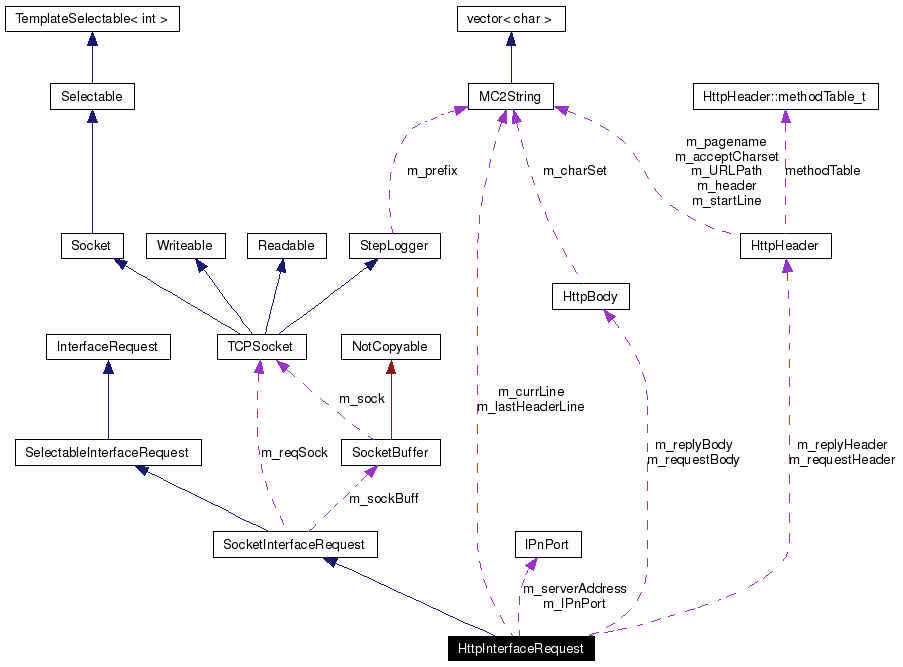 TemplateSelectable< int >
vector< char >
Selectable
MC2String
HttpHeader::methodTable_t
m_prefix
m_charSet
m_pagename
m_acceptCharset
m_URLPath
m_header
m_startLine
methodTable
Socket
Writeable
Readable
StepLogger
HttpHeader
HttpBody
InterfaceRequest
TCPSocket
NotCopyable
m_sock
m_currLine
m_lastHeaderLine
SelectableInterfaceRequest
m_reqSock
SocketBuffer
m_replyBody
m_requestBody
m_replyHeader
m_requestHeader
m_sockBuff
SocketInterfaceRequest
IPnPort
m_serverAddress
m_IPnPort
HttpInterfaceRequest